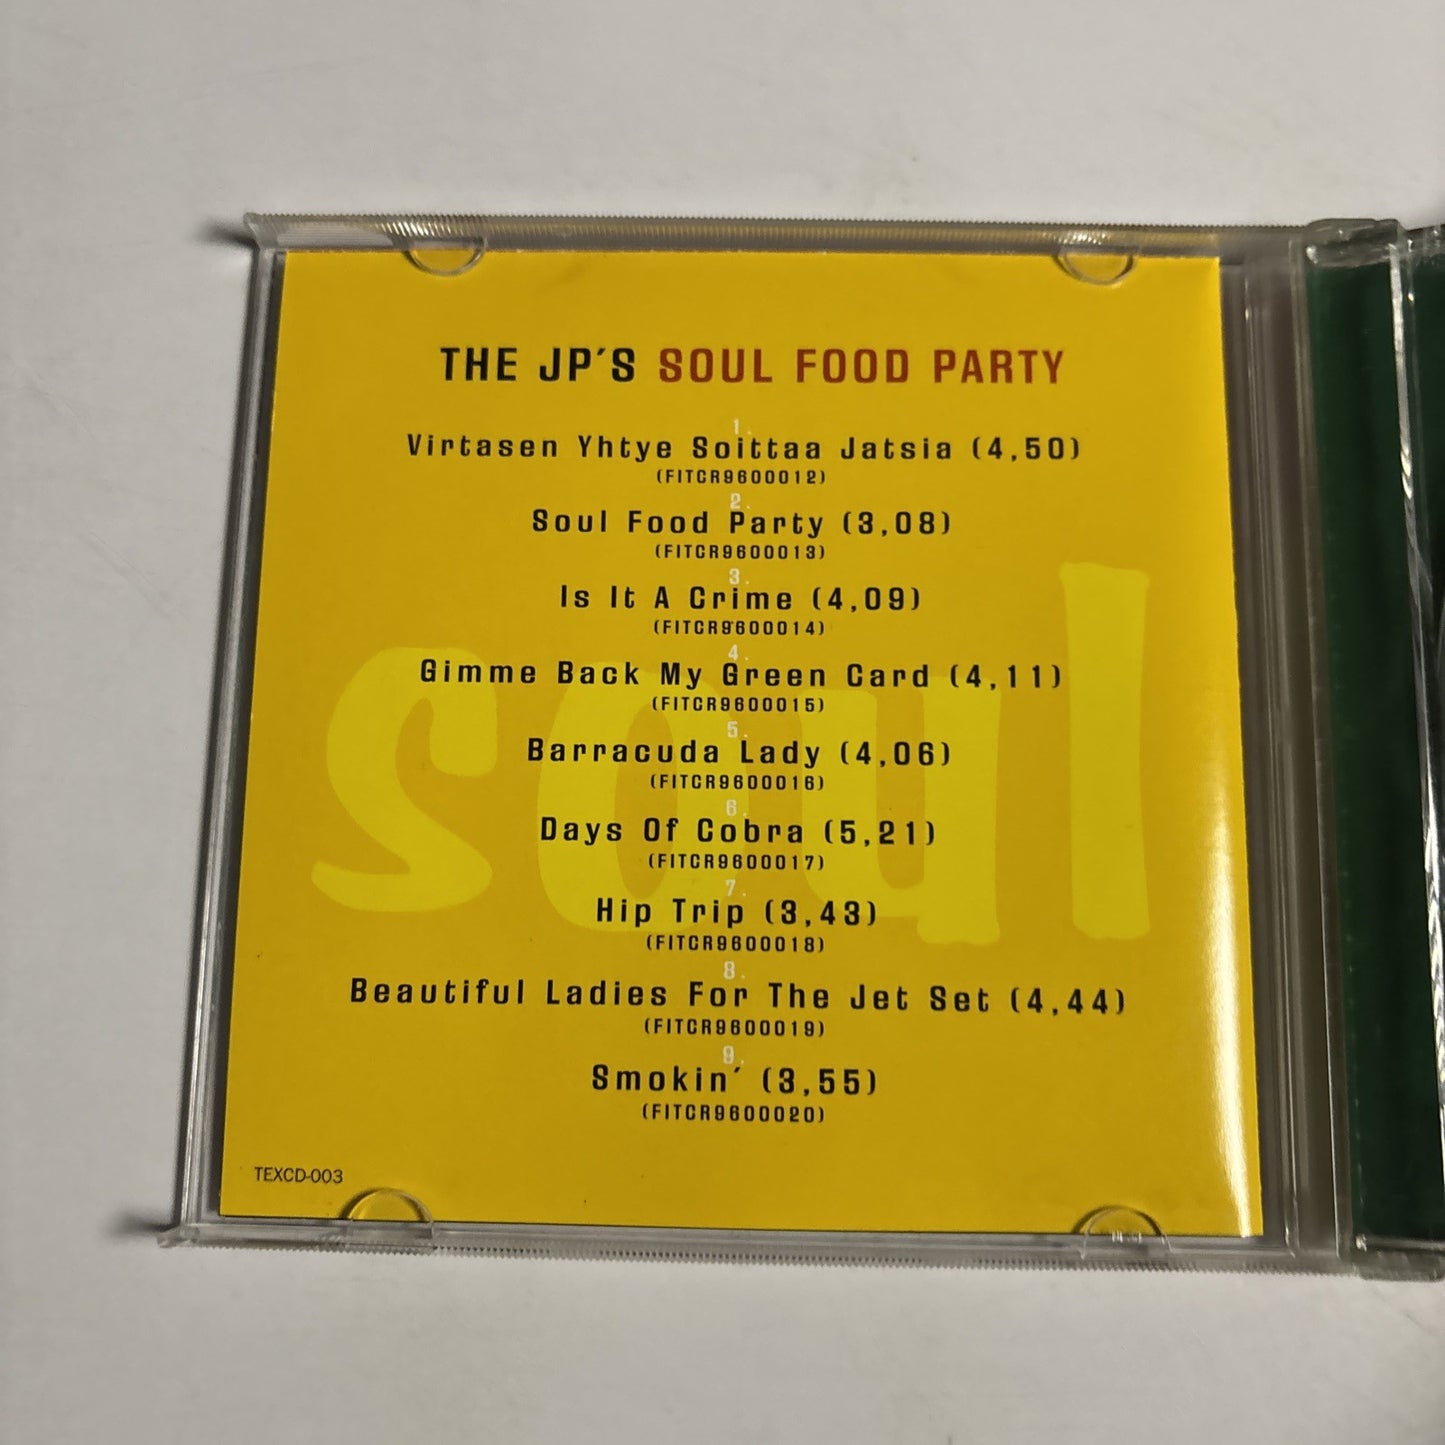 THE JP´S SOUL FOOD PARTY
1.
Virtasen Yhtye Soittaa Jatsia (4,50)
(FITCR9600012)
2.
Soul Food Party (3,08)
(FITCR9600013)
3.
Is It A Crime (4,09)
(FITCR9600014)
4.
Gimme Back My Green Card (4,11)
(FITCR9600015)
5.
Barracuda Lady (4,06)
(FITCR9600016)
6.
Days Of Cobra (5,21)
(FITCR9600017)
7.
Hip Trip (3,43)
(FITCR9600018)
8.
Beautiful Ladies For The Jet Set (4,44)
(FITCR9600019)
9.
Smokin´ (3,55)
(FITCR9600020)
soul
TEXCD-003